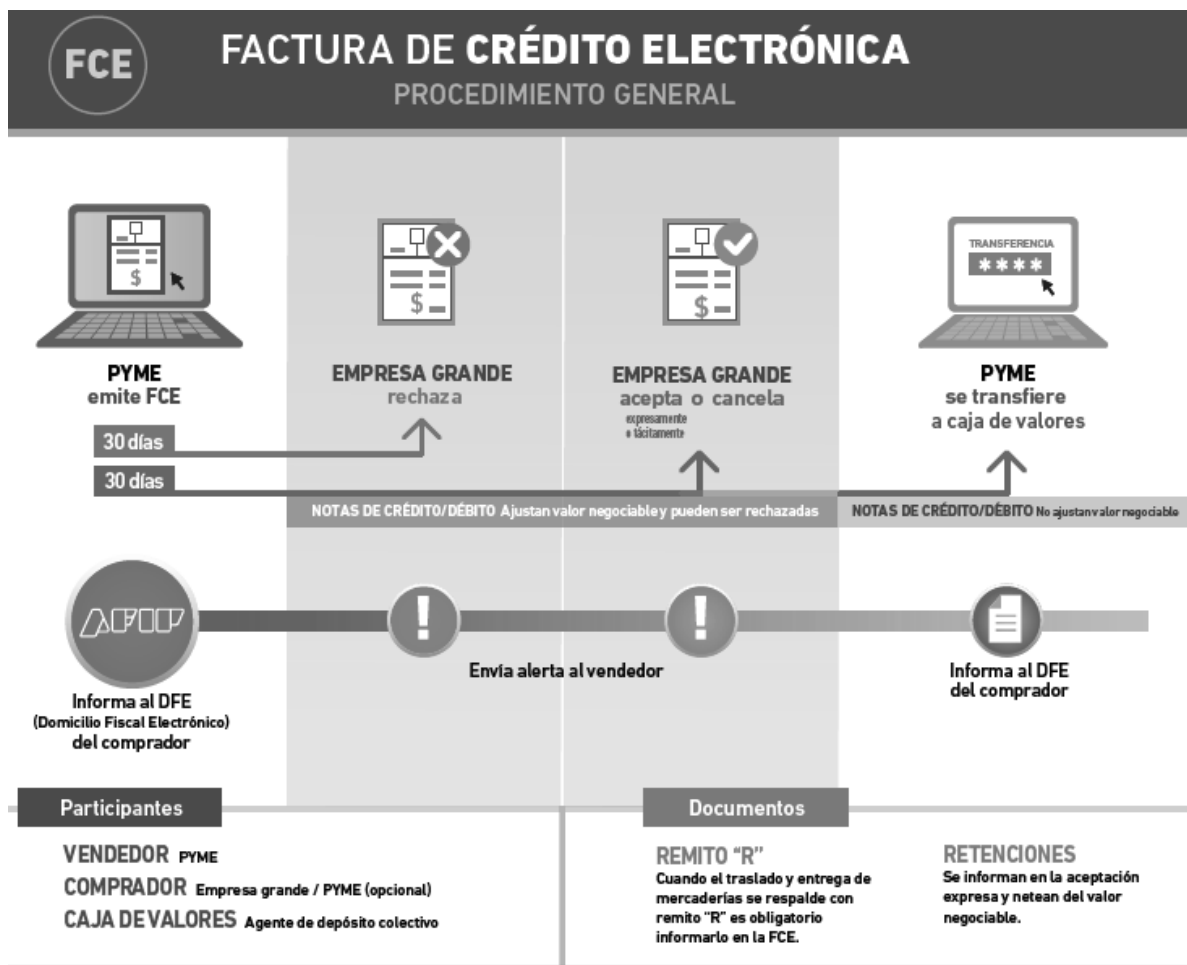 FCE
FACTURA DE CRÉDITO ELECTRÓNICA
PROCEDIMIENTO GENERAL
$
PYME
emite FCE
$
EMPRESA GRANDE
rechaza
$
EMPRESA GRANDE
acepta o cancela
expresamente
o tácitamente
TRANSFERENCIA
****
PYME
se transfiere
a caja de valores
30 días
30 días
NOTAS DE CRÉDITO/DÉBITO Ajustan valor negociable y pueden ser rechazadas
NOTAS DE CRÉDITO/DÉBITO No ajustan valor negociable
AFIP
!
!
Informa al DFE
(Domicilio Fiscal Electrónico)
del comprador
Envía alerta al vendedor
Informa al DFE
del comprador
Participantes
VENDEDOR PYME
COMPRADOR Empresa grande / PYME (opcional)
CAJA DE VALORES Agente de depósito colectivo
Documentos
REMITO “R”
Cuando el traslado y entrega de
mercaderías se respalde con
remito “R” es obligatorio
informarlo en la FCE.
RETENCIONES
Se informan en la aceptación
expresa y netean del valor
negociable.